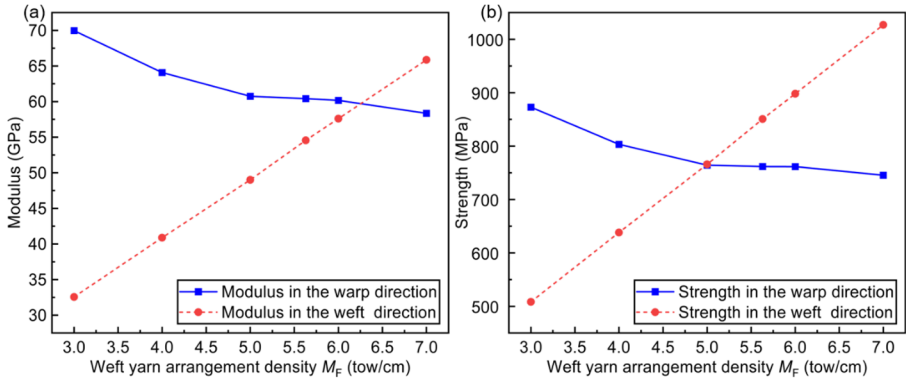 (a)
70
65
60
55
50
45
40
35
30
Modulus (GPa)
Modulus in the warp direction
Modulus in the weft direction
3.0 3.5 4.0 4.5 5.0 5.5 6.0 6.5 7.0
Weft yarn arrangement density MF (tow/cm)
(b)
1000
900
800
700
600
500
Strength (MPa)
Strength in the warp direction
Strength in the weft direction
3.0 3.5 4.0 4.5 5.0 5.5 6.0 6.5 7.0
Weft yarn arrangement density MF (tow/cm)